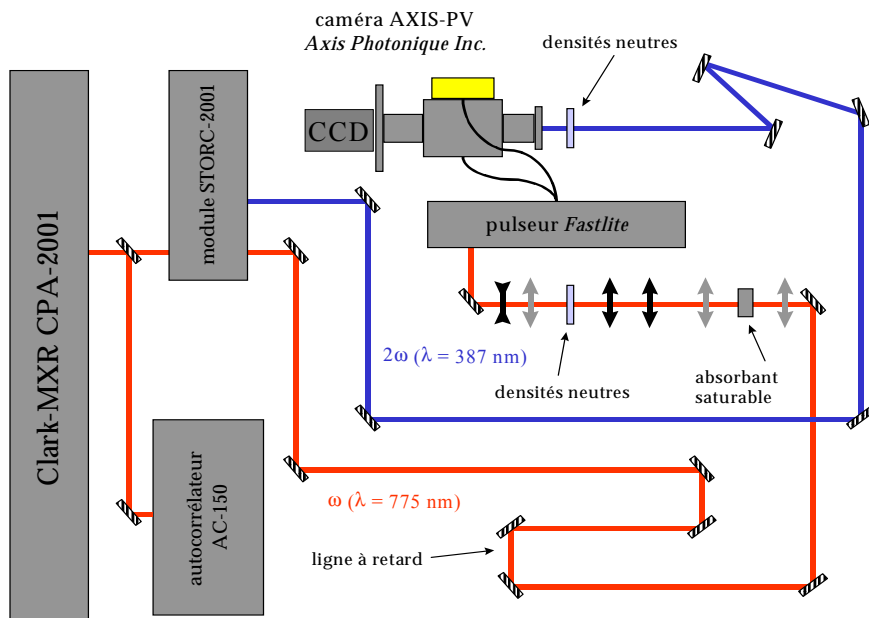 caméra AXIS-PV
Axis Photonique Inc.
densités neutres
CCD
module STORC-2001
pulseur Fastlite
Clark-MXR CPA-2001
2ω (λ = 387 nm)
densités neutres
absorbant
saturable
autocorrélateur
AC-150
ω (λ = 775 nm)
ligne à retard